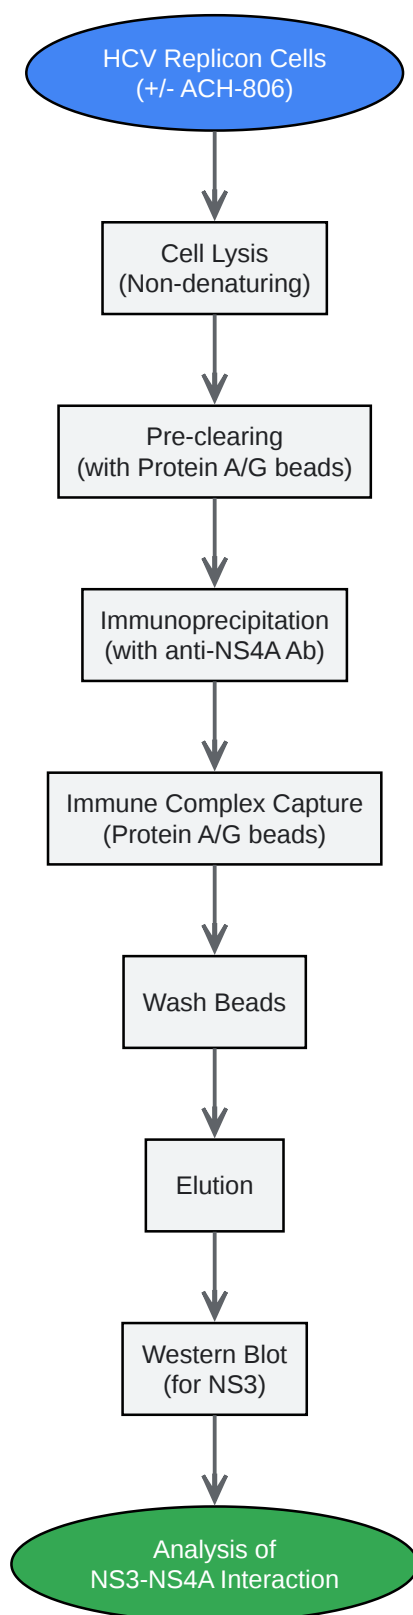 HCV Replicon Cells
(+/- ACH-806)
Cell Lysis
(Non-denaturing)
Pre-clearing
(with Protein A/G beads)
Immunoprecipitation
(with anti-NS4A Ab)
Immune Complex Capture
(Protein A/G beads)
Wash Beads
Elution
Western Blot
(for NS3)
Analysis of
NS3-NS4A Interaction